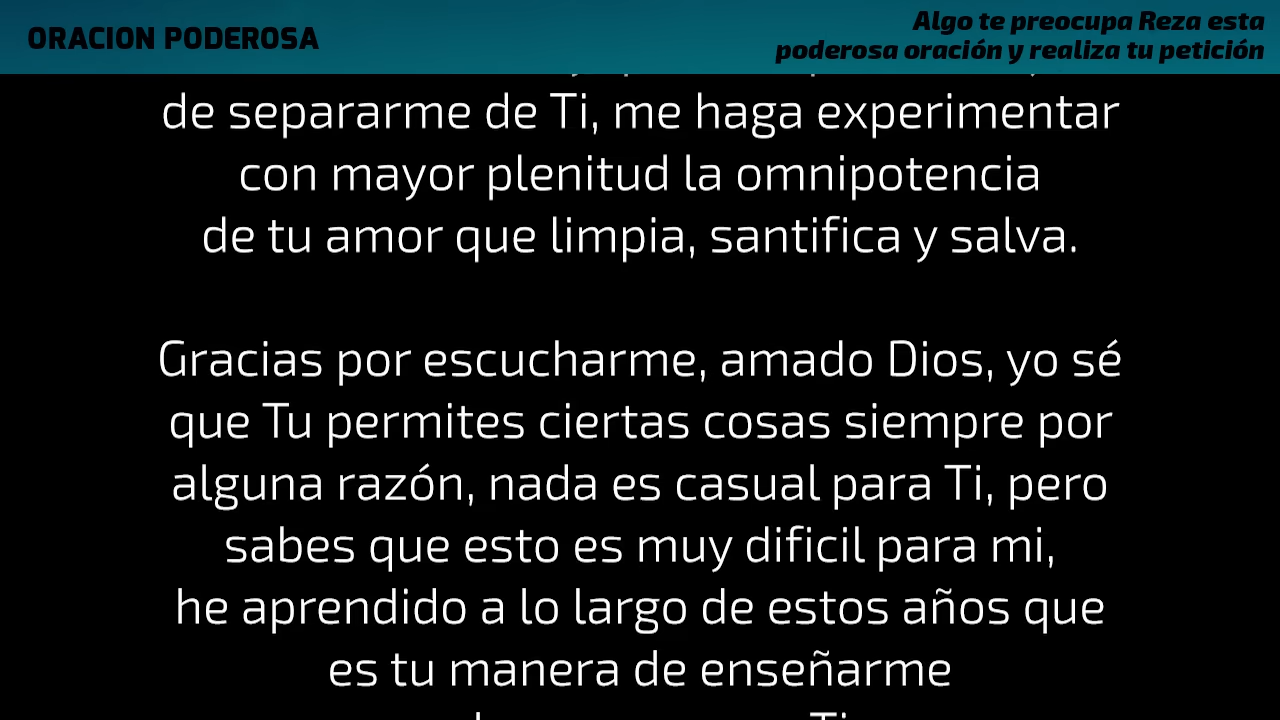 ORACION PODEROSA
Algo te preocupa Reza esta
poderosa oración y realiza tu petición
de separarme de Ti, me haga experimentar
con mayor plenitud la omnipotencia
de tu amor que limpia, santifica y salva.
Gracias por escucharme, amado Dios, yo sé
que Tu permites ciertas cosas siempre por
alguna razón, nada es casual para Ti, pero
sabes que esto es muy dificil para mi,
he aprendido a lo largo de estos años que
es tu manera de enseñarme